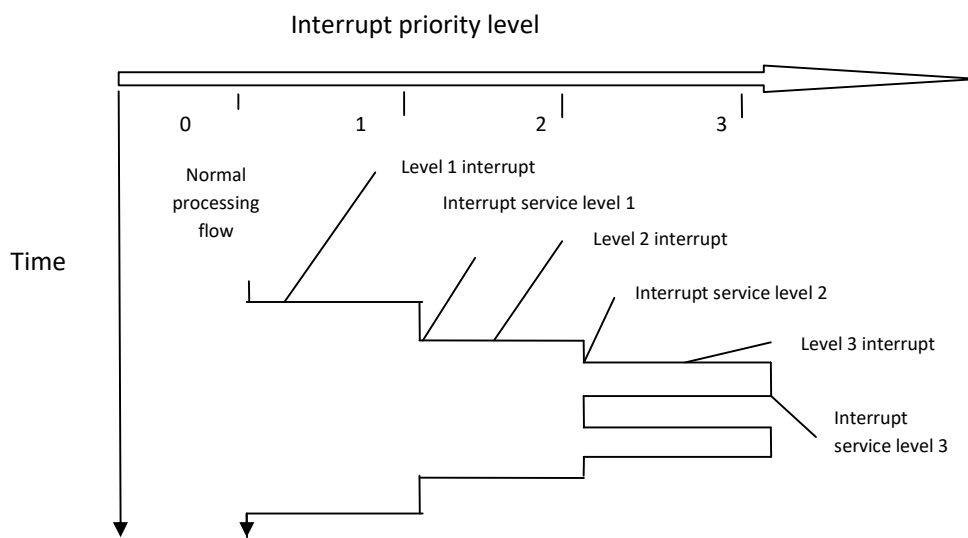 Interrupt priority level
0
1
2
3
Normal
processing
flow
Level 1 interrupt
Interrupt service level 1
Level 2 interrupt
Time
Interrupt service level 2
Level 3 interrupt
Interrupt
service level 3